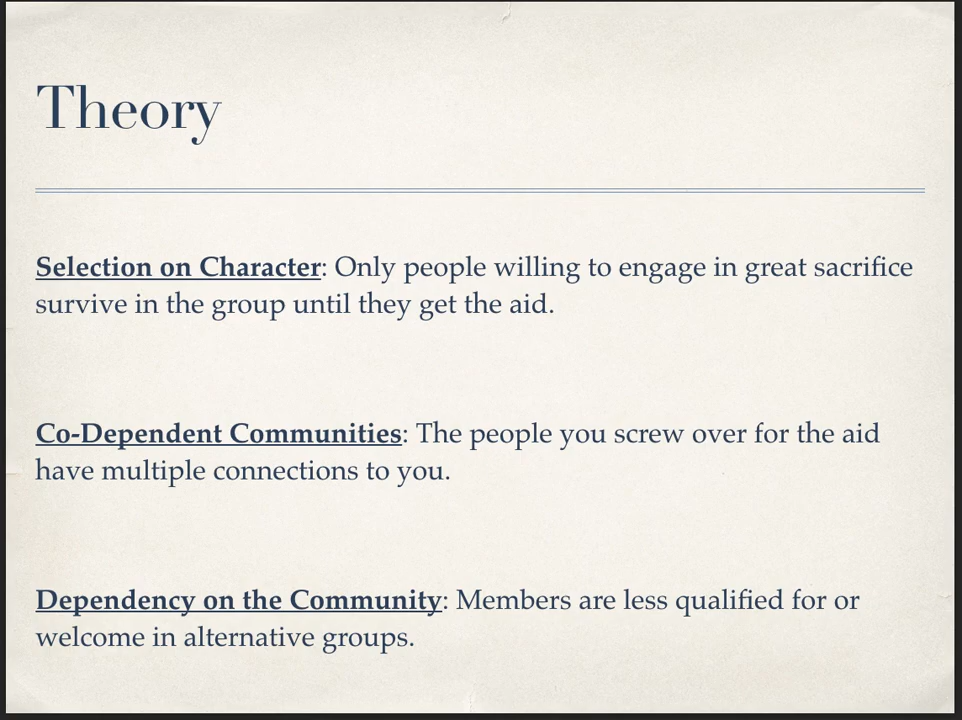 Theory
Selection on Character: Only people willing to engage in great sacrifice
survive in the group until they get the aid.
Co-Dependent Communities: The people you screw over for the aid
have multiple connections to you.
Dependency on the Community: Members are less qualified for or
welcome in alternative groups.